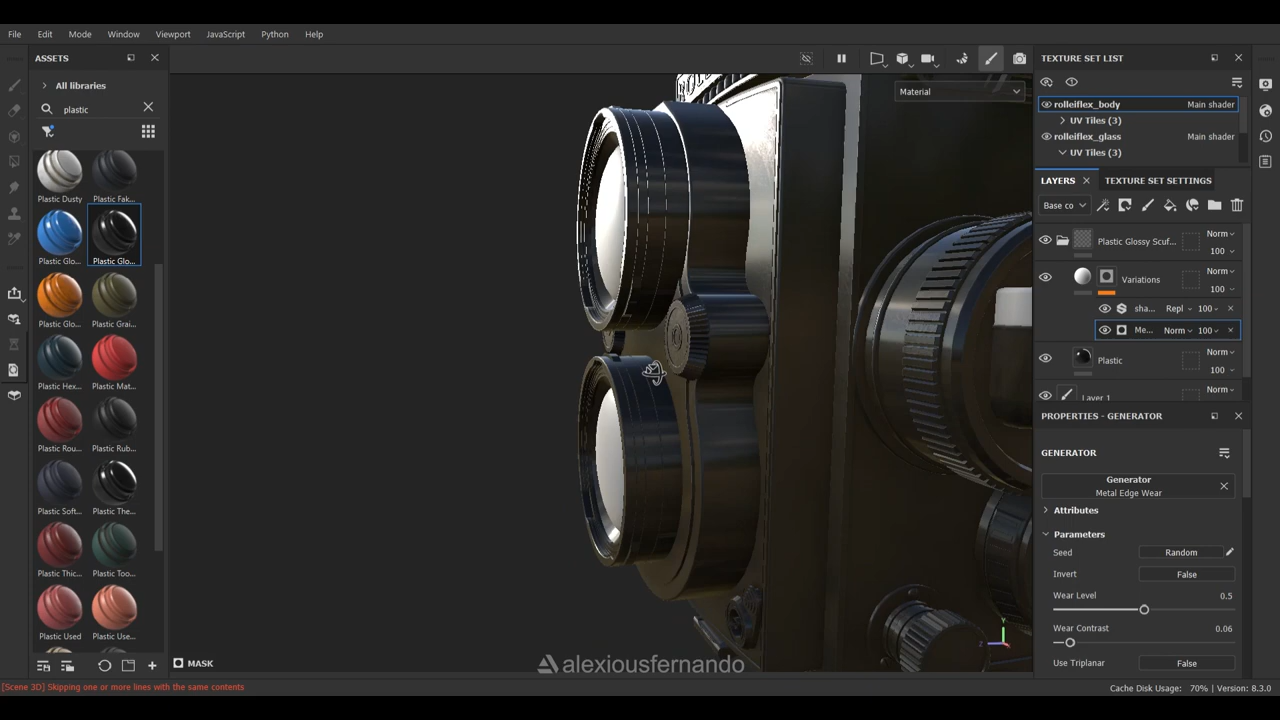 File Edit Mode Window Viewport JavaScript Python Help
ASSETS
All libraries
plastic
Plastic Dusty Plastic Fak...
Plastic Glo... Plastic Glo...
Plastic Glo... Plastic Grai...
Plastic Hex... Plastic Mat...
Plastic Rou... Plastic Rub...
Plastic Soft... Plastic The...
Plastic Thic... Plastic Too...
Plastic Used Plastic Use...
Material
MASK
alexiousfernando
TEXTURE SET LIST
rolleiflex_body Main shader
UV Tiles (3)
rolleiflex_glass Main shader
UV Tiles (3)
LAYERS TEXTURE SET SETTINGS
Base co
Plastic Glossy Scuf... Norm
100
Variations Norm
100
sha... Repl 100
Me... Norm 100
Plastic Norm
100
Layer 1 Norm
PROPERTIES - GENERATOR
GENERATOR
Generator
Metal Edge Wear
Attributes
Parameters
Seed Random
Invert False
Wear Level 0.5
Wear Contrast 0.06
Use Triplanar False
Y
Z
[Scene 3D] Skipping one or more lines with the same contents
Cache Disk Usage: 70% | Version: 8.3.0